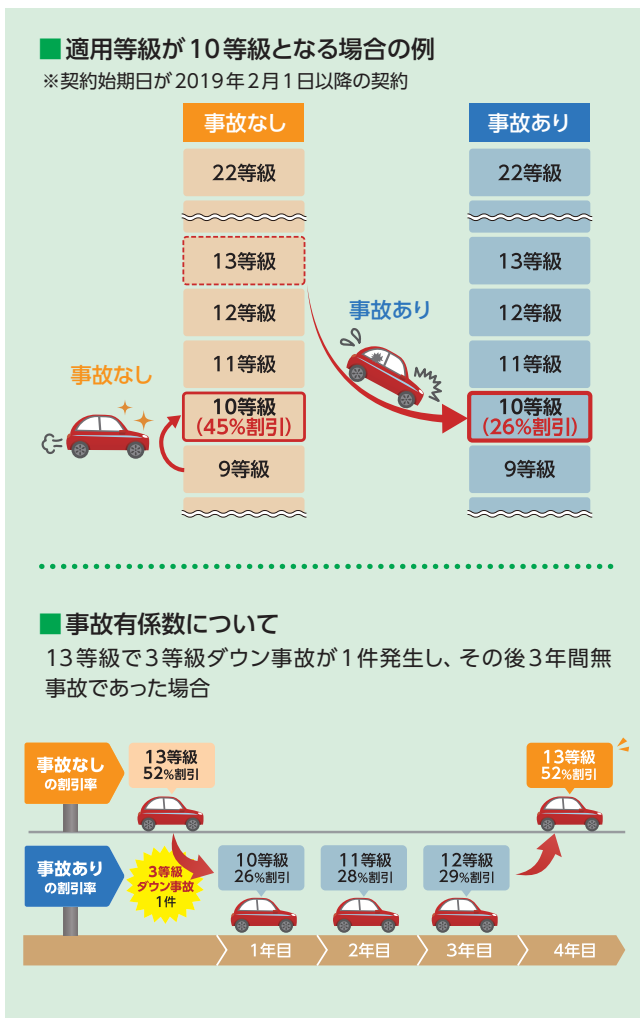 ■適用等級が10等級となる場合の例
※契約始期日が2019年2月1日以降の契約
事故なし
事故あり
22等級
22等級
13等級
13等級
12等級
事故あり
12等級
11等級
11等級
事故なし
10等級
(45%割引)
10等級
(26%割引)
9等級
9等級
■事故有係数について
13等級で3等級ダウン事故が1件発生し、その後3年間無
事故であった場合
事故なし
の割引率
13等級
52%割引
13等級
52%割引
事故あり
の割引率
3等級
ダウン事故
1件
10等級
26%割引
11等級
28%割引
12等級
29%割引
1年目
2年目
3年目
4年目